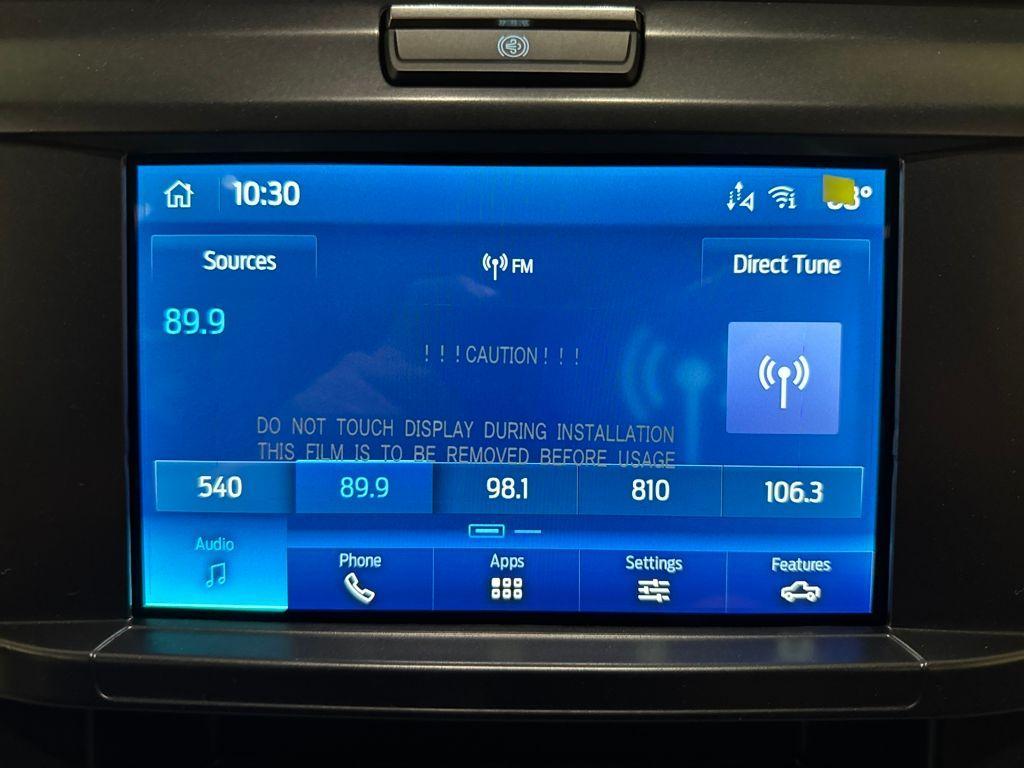 10:30
Sources
FM
Direct Tune
89.9
!!!CAUTION!!!
DO NOT TOUCH DISPLAY DURING INSTALLATION
THIS FILM IS TO BE REMOVED BEFORE USAGE
540 89.9 98.1 810 106.3
Audio Phone Apps Settings Features